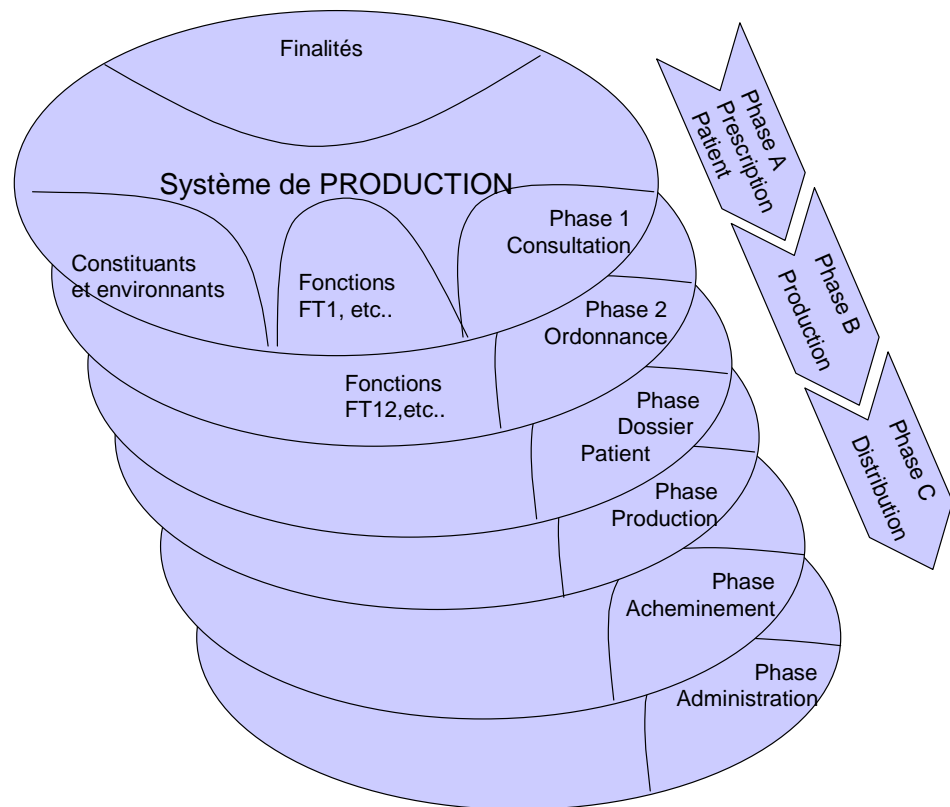 Finalités
Système de PRODUCTION
Constituants
et environnants
Fonctions
FT1, etc..
Phase 1
Consultation
Fonctions
FT12,etc..
Phase 2
Ordonnance
Phase
Dossier
Patient
Phase
Production
Phase
Acheminement
Phase
Administration
Phase A
Prescription
Patient
Phase B
Production
Phase C
Distribution